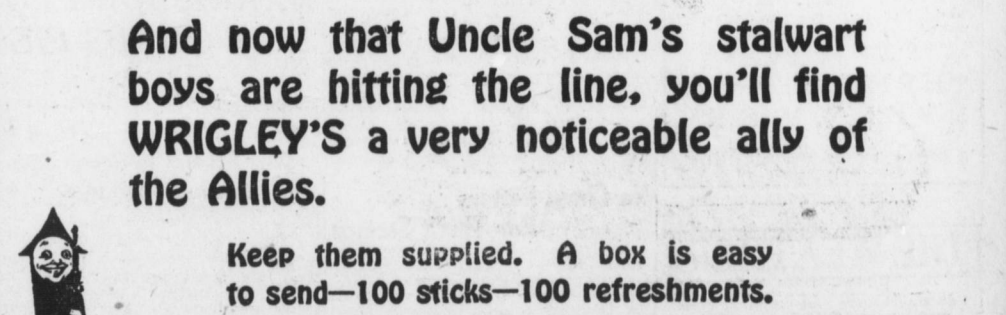 And now that Uncle Sam's stalwart
boys are hitting the line, you'll find
WRIGLEY'S a very noticeable ally of
the Allies.
Keep them supplied. A box is easy
to send—100 sticks—100 refreshments.